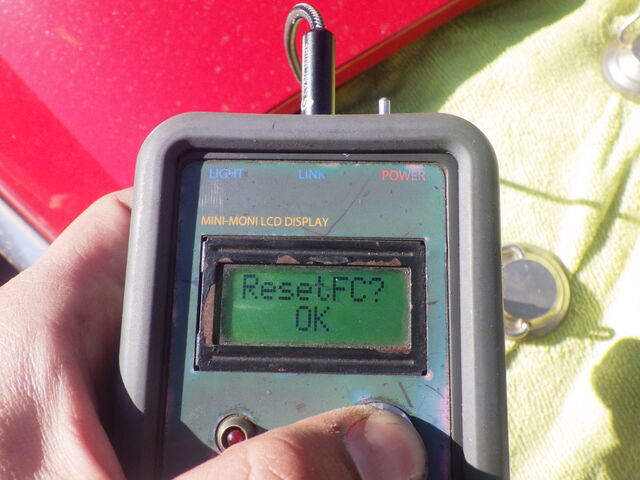 LIGHT LINK POWER
MINI-MONI LCD DISPLAY
ResetFC?
OK